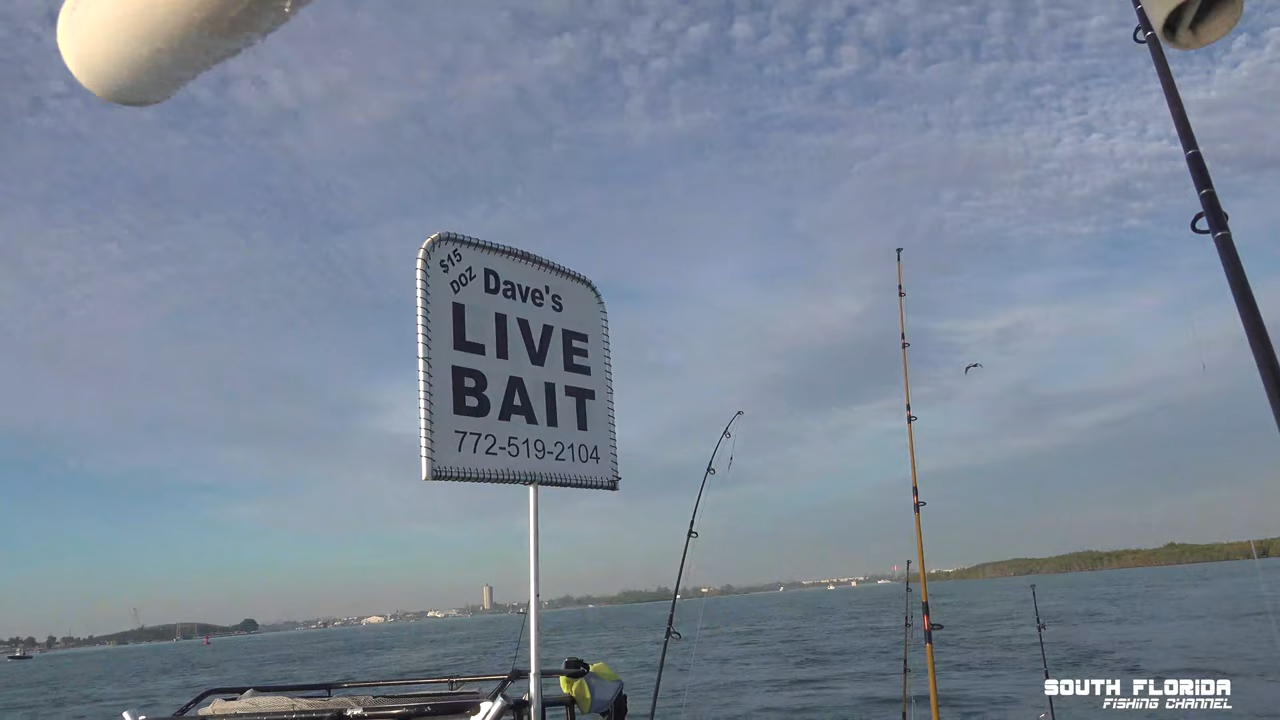 $15
DOZ
Dave's
LIVE
BAIT
772-519-2104
SOUTH FLORIDA
FISHING CHANNEL